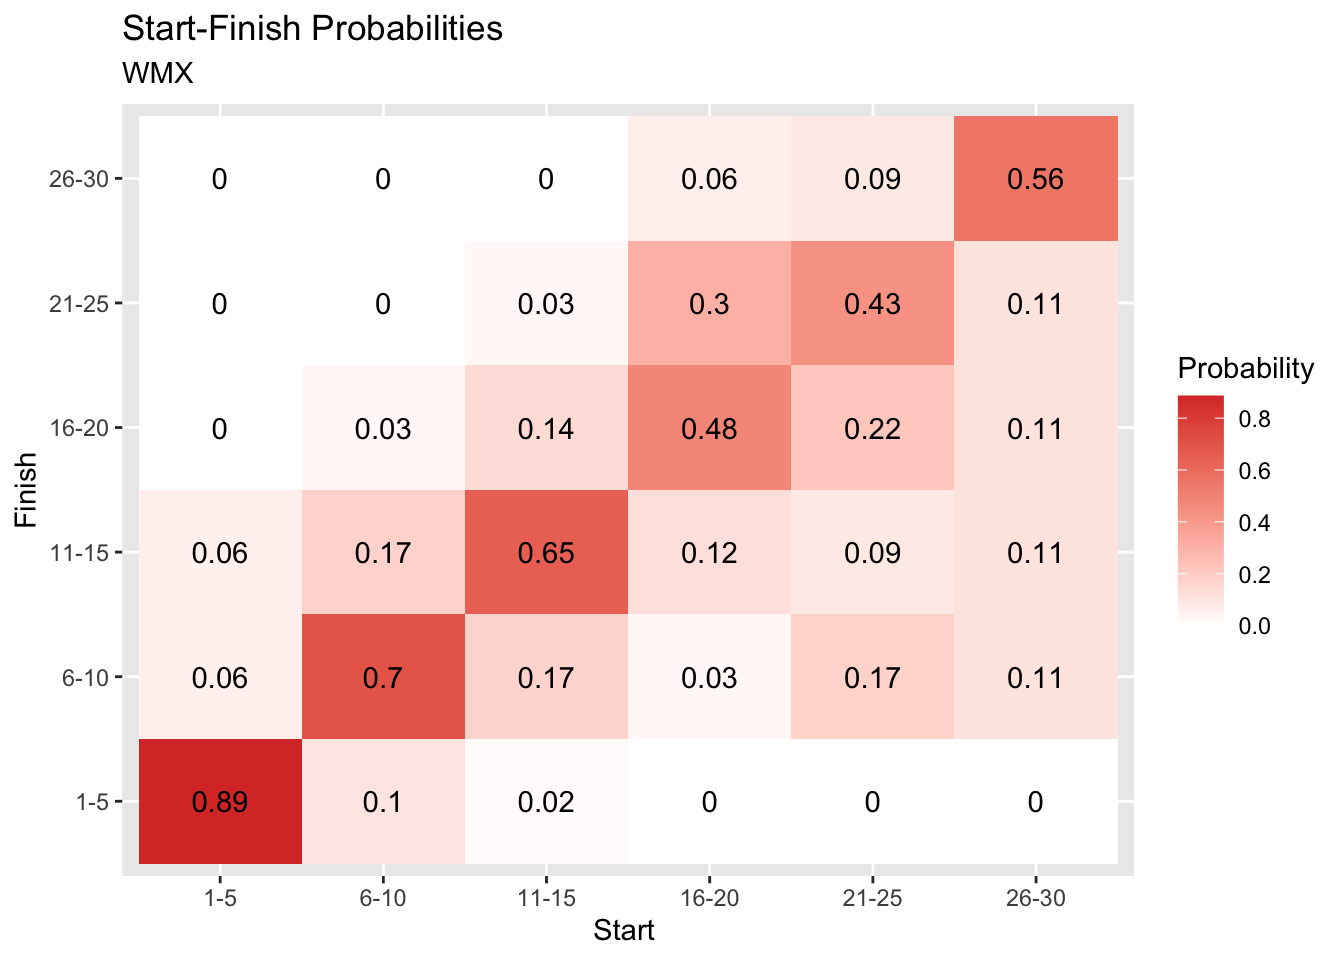 Start-Finish Probabilities
WMX
Finish
26-30 0 0 0 0.06 0.09 0.56
21-25 0 0 0.03 0.3 0.43 0.11
16-20 0 0.03 0.14 0.48 0.22 0.11
11-15 0.06 0.17 0.65 0.12 0.09 0.11
6-10 0.06 0.7 0.17 0.03 0.17 0.11
1-5 0.89 0.1 0.02 0 0 0
1-5 6-10 11-15 16-20 21-25 26-30
Start
Probability
0.8
0.6
0.4
0.2
0.0